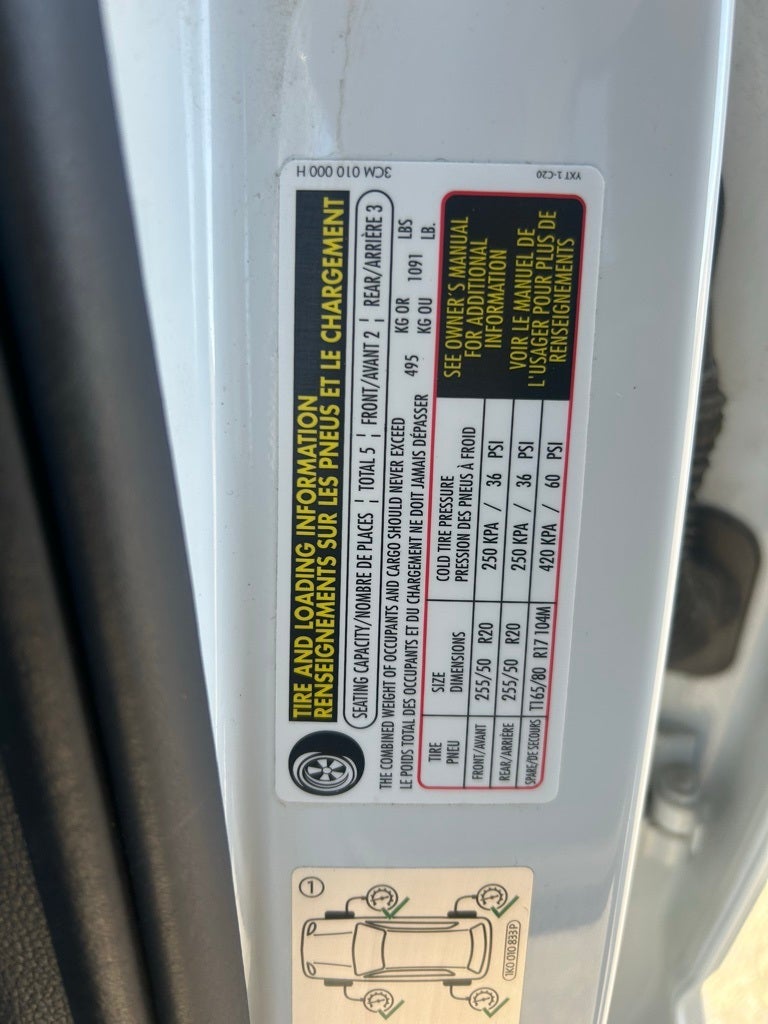 3CM 010 000 H
YXT 1-C20
TIRE AND LOADING INFORMATION
RENSEIGNEMENTS SUR LES PNEUS ET LE CHARGEMENT
SEATING CAPACITY/NOMBRE DE PLACES ¦ TOTAL 5 ¦ FRONT/AVANT 2 ¦ REAR/ARRIÈRE 3
THE COMBINED WEIGHT OF OCCUPANTS AND CARGO SHOULD NEVER EXCEED 495 KG OR 1091 LBS
LE POIDS TOTAL DES OCCUPANTS ET DU CHARGEMENT NE DOIT JAMAIS DÉPASSER KG OU LB.
TIRE SIZE COLD TIRE PRESSURE
PNEU DIMENSIONS PRESSION DES PNEUS À FROID
FRONT/AVANT 255/50 R20 250 KPA / 36 PSI
REAR/ARRIÈRE 255/50 R20 250 KPA / 36 PSI
SPARE/DE SECOURS T165/80 R17 104M 420 KPA / 60 PSI
SEE OWNER'S MANUAL
FOR ADDITIONAL
INFORMATION
VOIR LE MANUEL DE
L'USAGER POUR PLUS DE
RENSEIGNEMENTS
1
1K0 010 833P